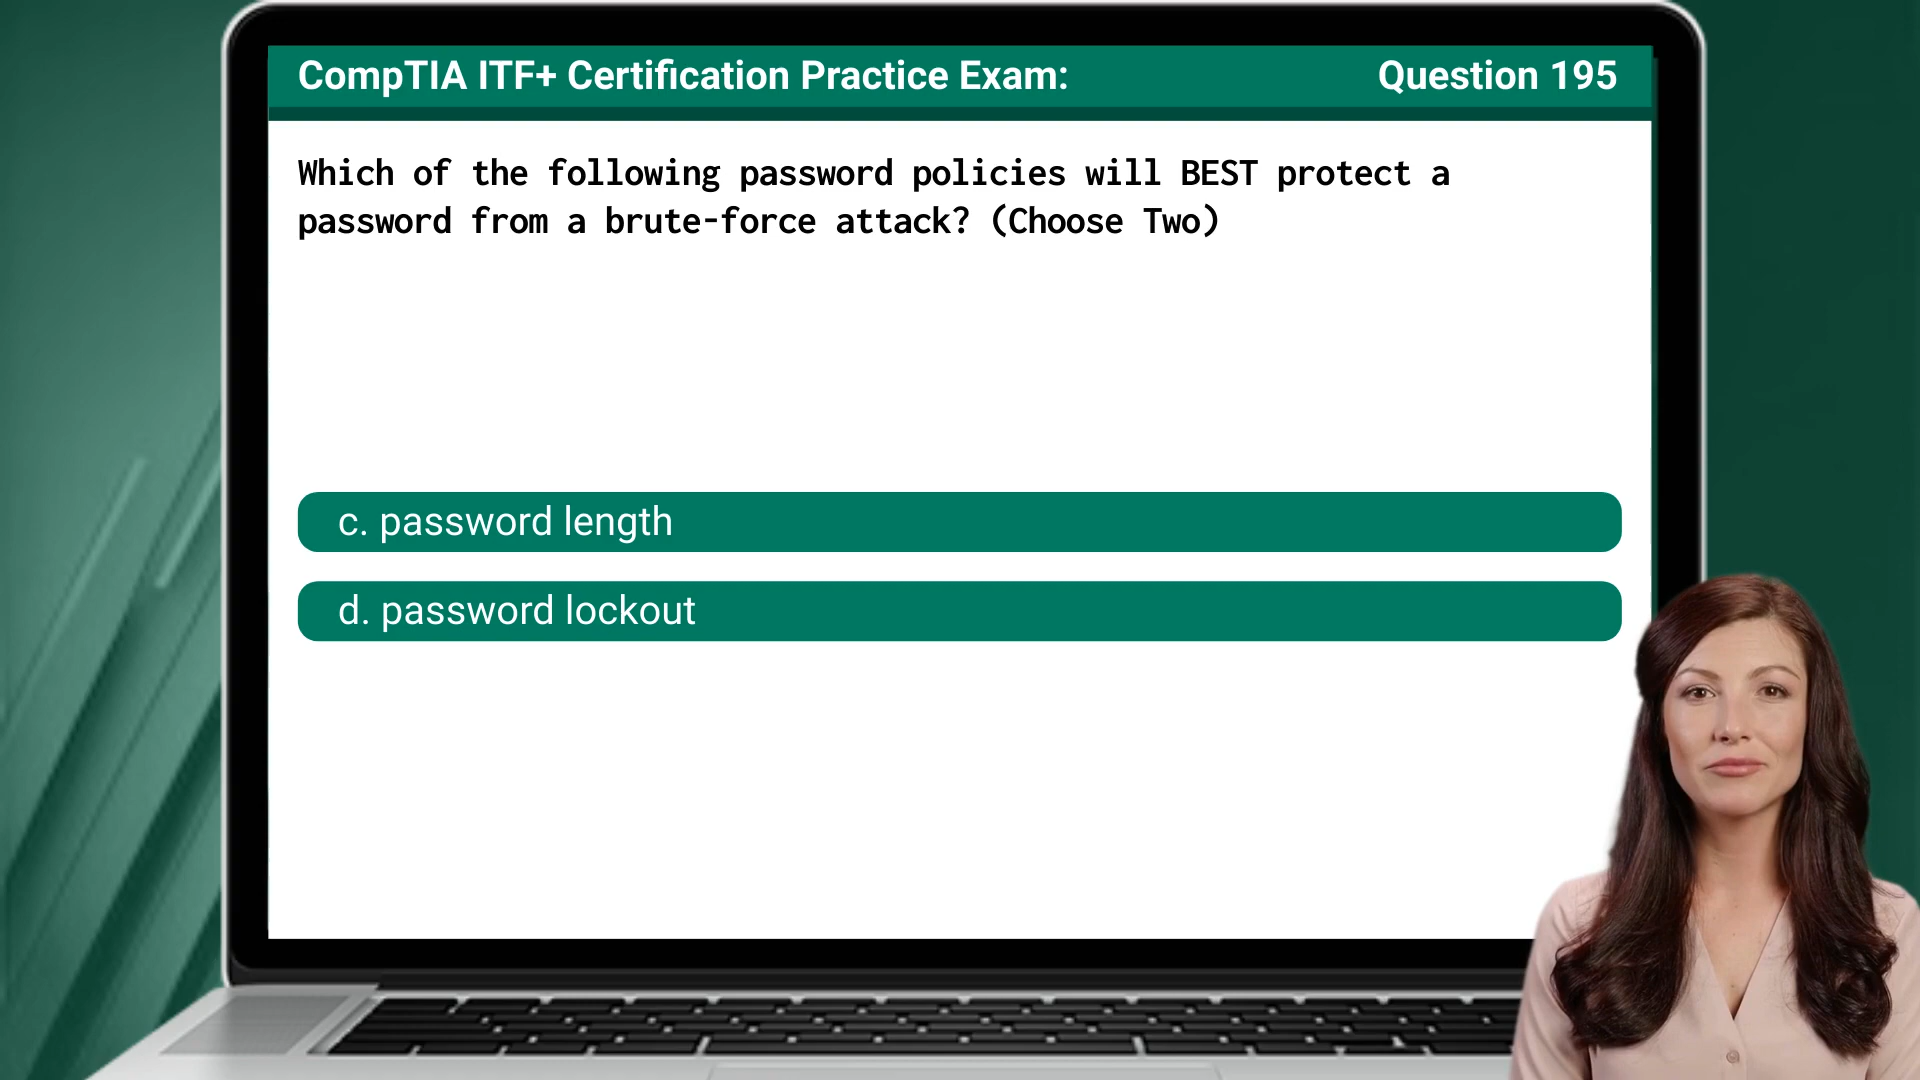 CompTIA ITF+ Certification Practice Exam:
Question 195
Which of the following password policies will BEST protect a
password from a brute-force attack? (Choose Two)
c. password length
d. password lockout